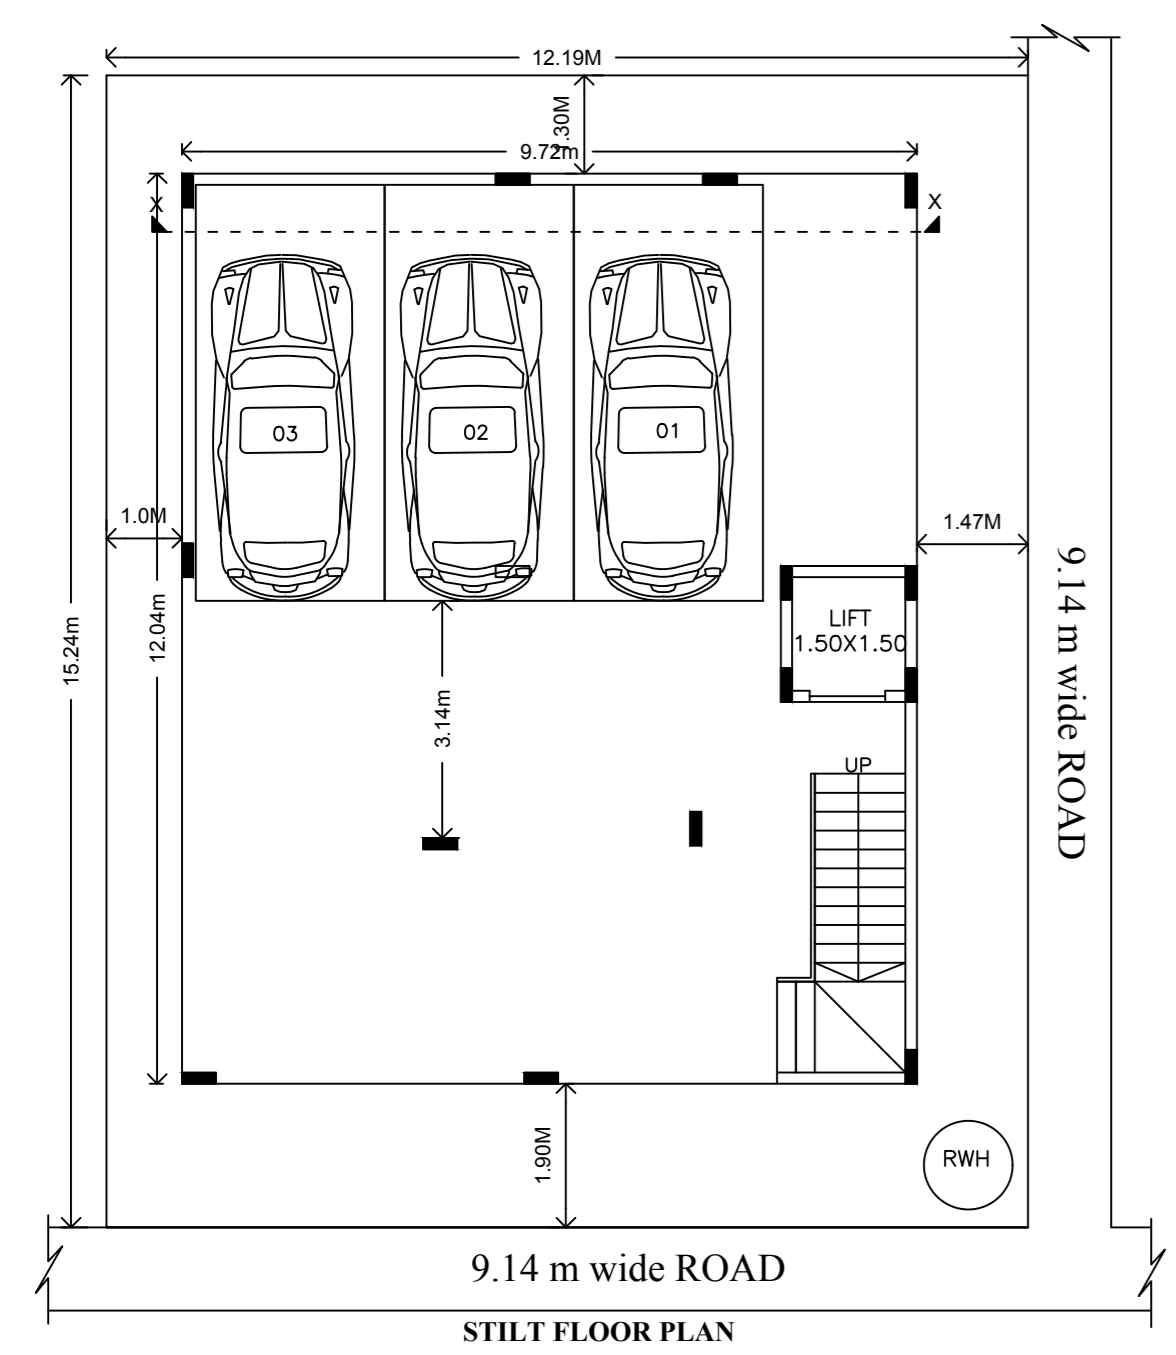 12.19M
1.30M
9.72m
X
X
03
02
01
1.0M
1.47M
15.24m
12.04m
3.14m
LIFT
1.50X1.50
9.14 m wide ROAD
UP
1.90M
RWH
9.14 m wide ROAD
STILT FLOOR PLAN